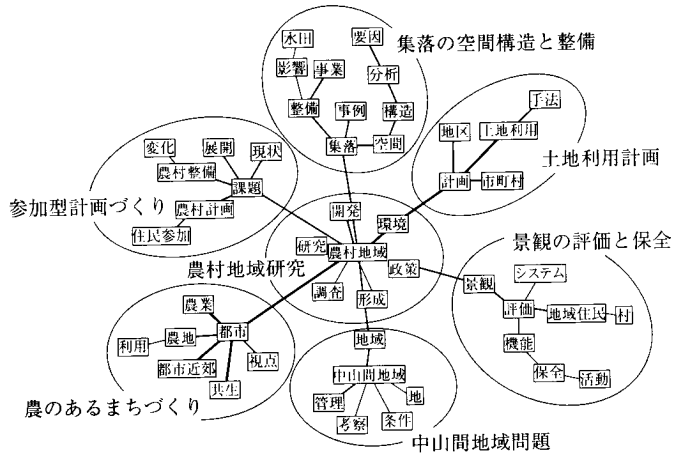 集落の空間構造と整備
水田
影響
事業
整備
事例
集落
要因
分析
構造
空間
土地利用計画
手法
地区
土地利用
計画
市町村
参加型計画づくり
変化
展開
現状
農村整備
課題
農村計画
住民参加
農村地域研究
開発
環境
研究
農村地域
政策
調査
形成
景観の評価と保全
システム
景観
評価
地域住民
村
機能
保全
活動
農のあるまちづくり
農業
都市
農地
利用
都市近郊
視点
共生
中山間地域問題
地域
中山間地域
管理
地
考察
条件